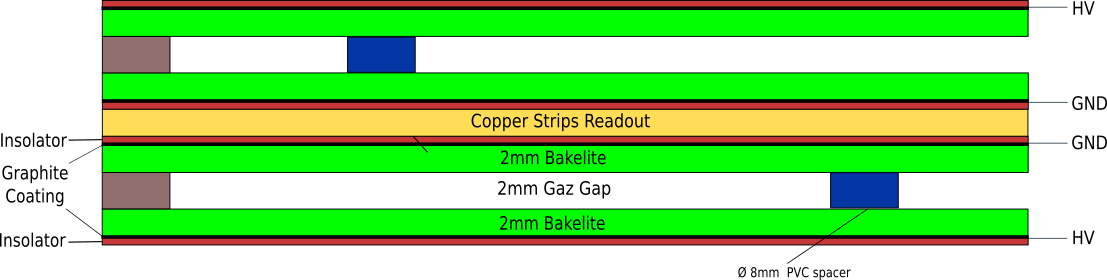 HV
GND
Copper Strips Readout
Insolator
GND
2mm Bakelite
Graphite
Coating
2mm Gaz Gap
2mm Bakelite
Insolator
HV
Ø 8mm PVC spacer